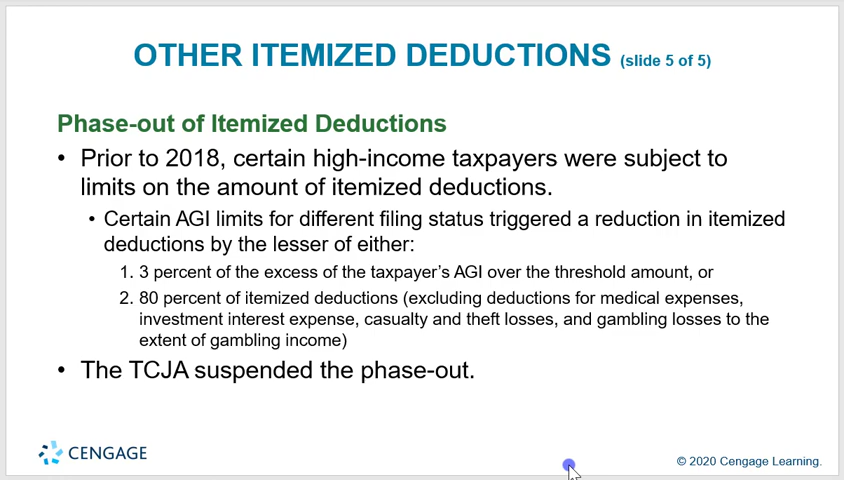 OTHER ITEMIZED DEDUCTIONS (slide 5 of 5)
Phase-out of Itemized Deductions
• Prior to 2018, certain high-income taxpayers were subject to
limits on the amount of itemized deductions.
• Certain AGI limits for different filing status triggered a reduction in itemized
deductions by the lesser of either:
1. 3 percent of the excess of the taxpayer’s AGI over the threshold amount, or
2. 80 percent of itemized deductions (excluding deductions for medical expenses,
investment interest expense, casualty and theft losses, and gambling losses to the
extent of gambling income)
• The TCJA suspended the phase-out.
CENGAGE
© 2020 Cengage Learning.